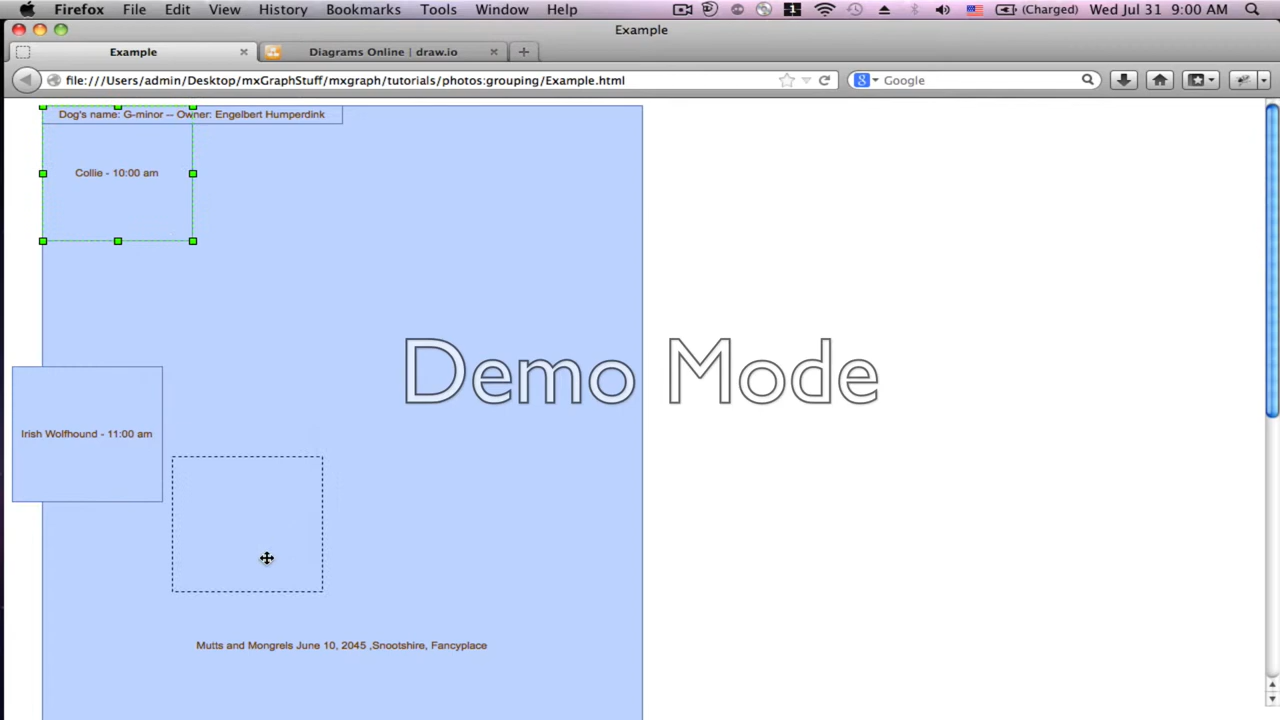 Firefox File Edit View History Bookmarks Tools Window Help 1 (Charged) Wed Jul 31 9:00 AM
Example
Example Diagrams Online | draw.io
file:///Users/admin/Desktop/mxGraphStuff/mxgraph/tutorials/photos:grouping/Example.html 8 Google
Dog's name: G-minor -- Owner: Engelbert Humperdink
Collie - 10:00 am
Demo Mode
Irish Wolfhound - 11:00 am
Mutts and Mongrels June 10, 2045 ,Snootshire, Fancyplace